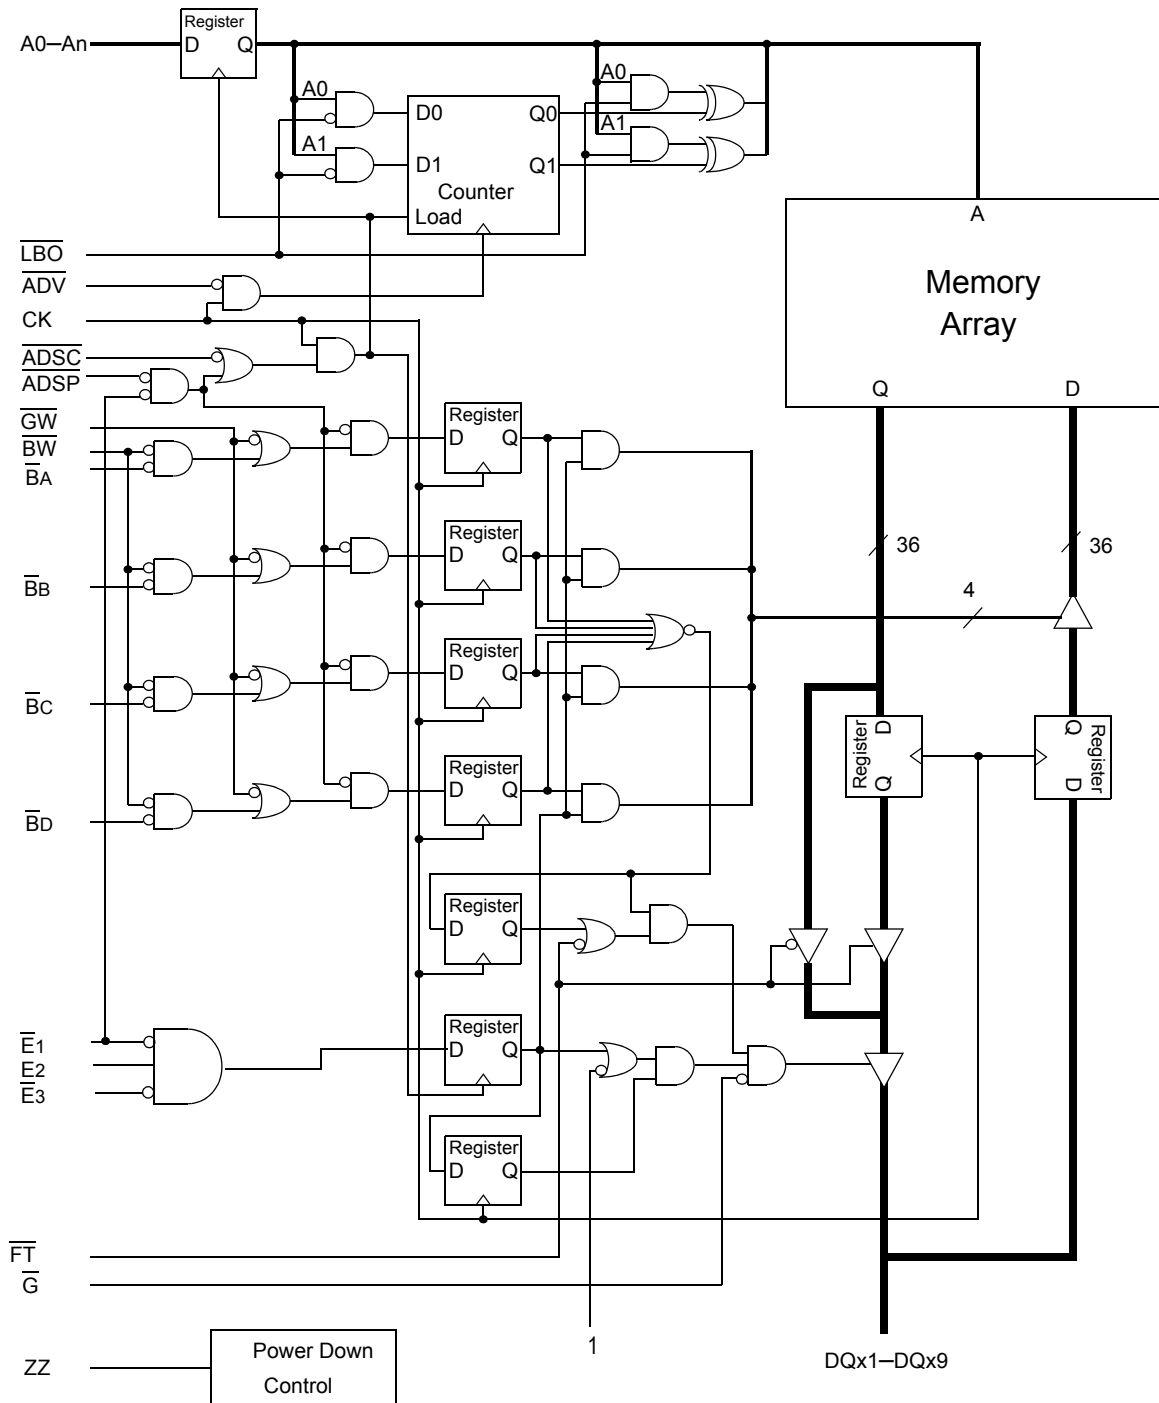 Register
A0–An
D Q
A0
A0
D0
Q0
A1
A1
D1
Q1
Counter
Load
A
LBO
ADV
Memory
CK
Array
ADSC
ADSP
Q D
GW
Register
BW
D Q
BA
Register
36
36
D Q
BB
4
Register
D Q
BC
Register
D
Q
Register
Q
D
Register
D Q
BD
Register
D Q
Register
E1
D Q
E2
E3
Register
D Q
FT
G
1
Power Down
DQx1–DQx9
ZZ
Control